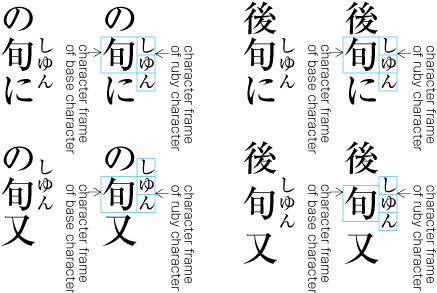 の旬に
しゅん
character frame
of base character
の旬に
しゅん
character frame
of ruby character
後旬に
しゅん
character frame
of base character
後旬に
しゅん
character frame
of ruby character
の旬又
しゅん
character frame
of base character
の旬又
しゅん
character frame
of ruby character
後旬又
しゅん
character frame
of base character
後旬又
しゅん
character frame
of ruby character